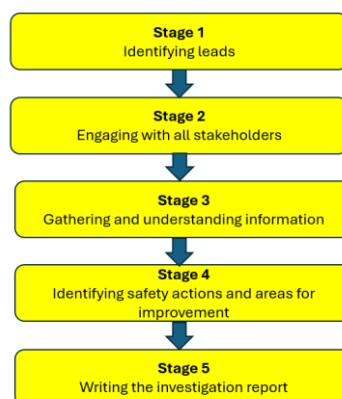 Stage 1
Identifying leads
Stage 2
Engaging with all stakeholders
Stage 3
Gathering and understanding information
Stage 4
Identifying safety actions and areas for
improvement
Stage 5
Writing the investigation report